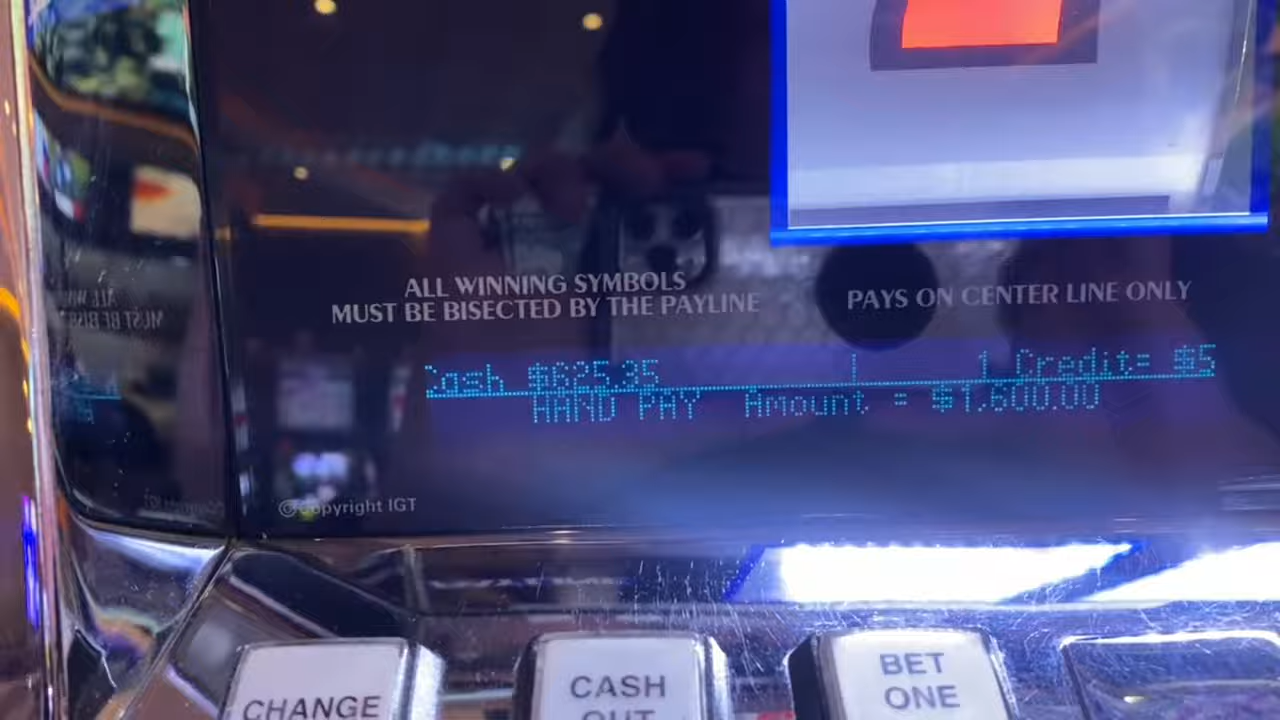 ALL WINNING SYMBOLS
MUST BE BISECTED BY THE PAYLINE
PAYS ON CENTER LINE ONLY
Cash $625.35 1 Credit= $5
HAND PAY Amount = $1,600.00
©Copyright IGT
CHANGE
CASH
OUT
BET
ONE